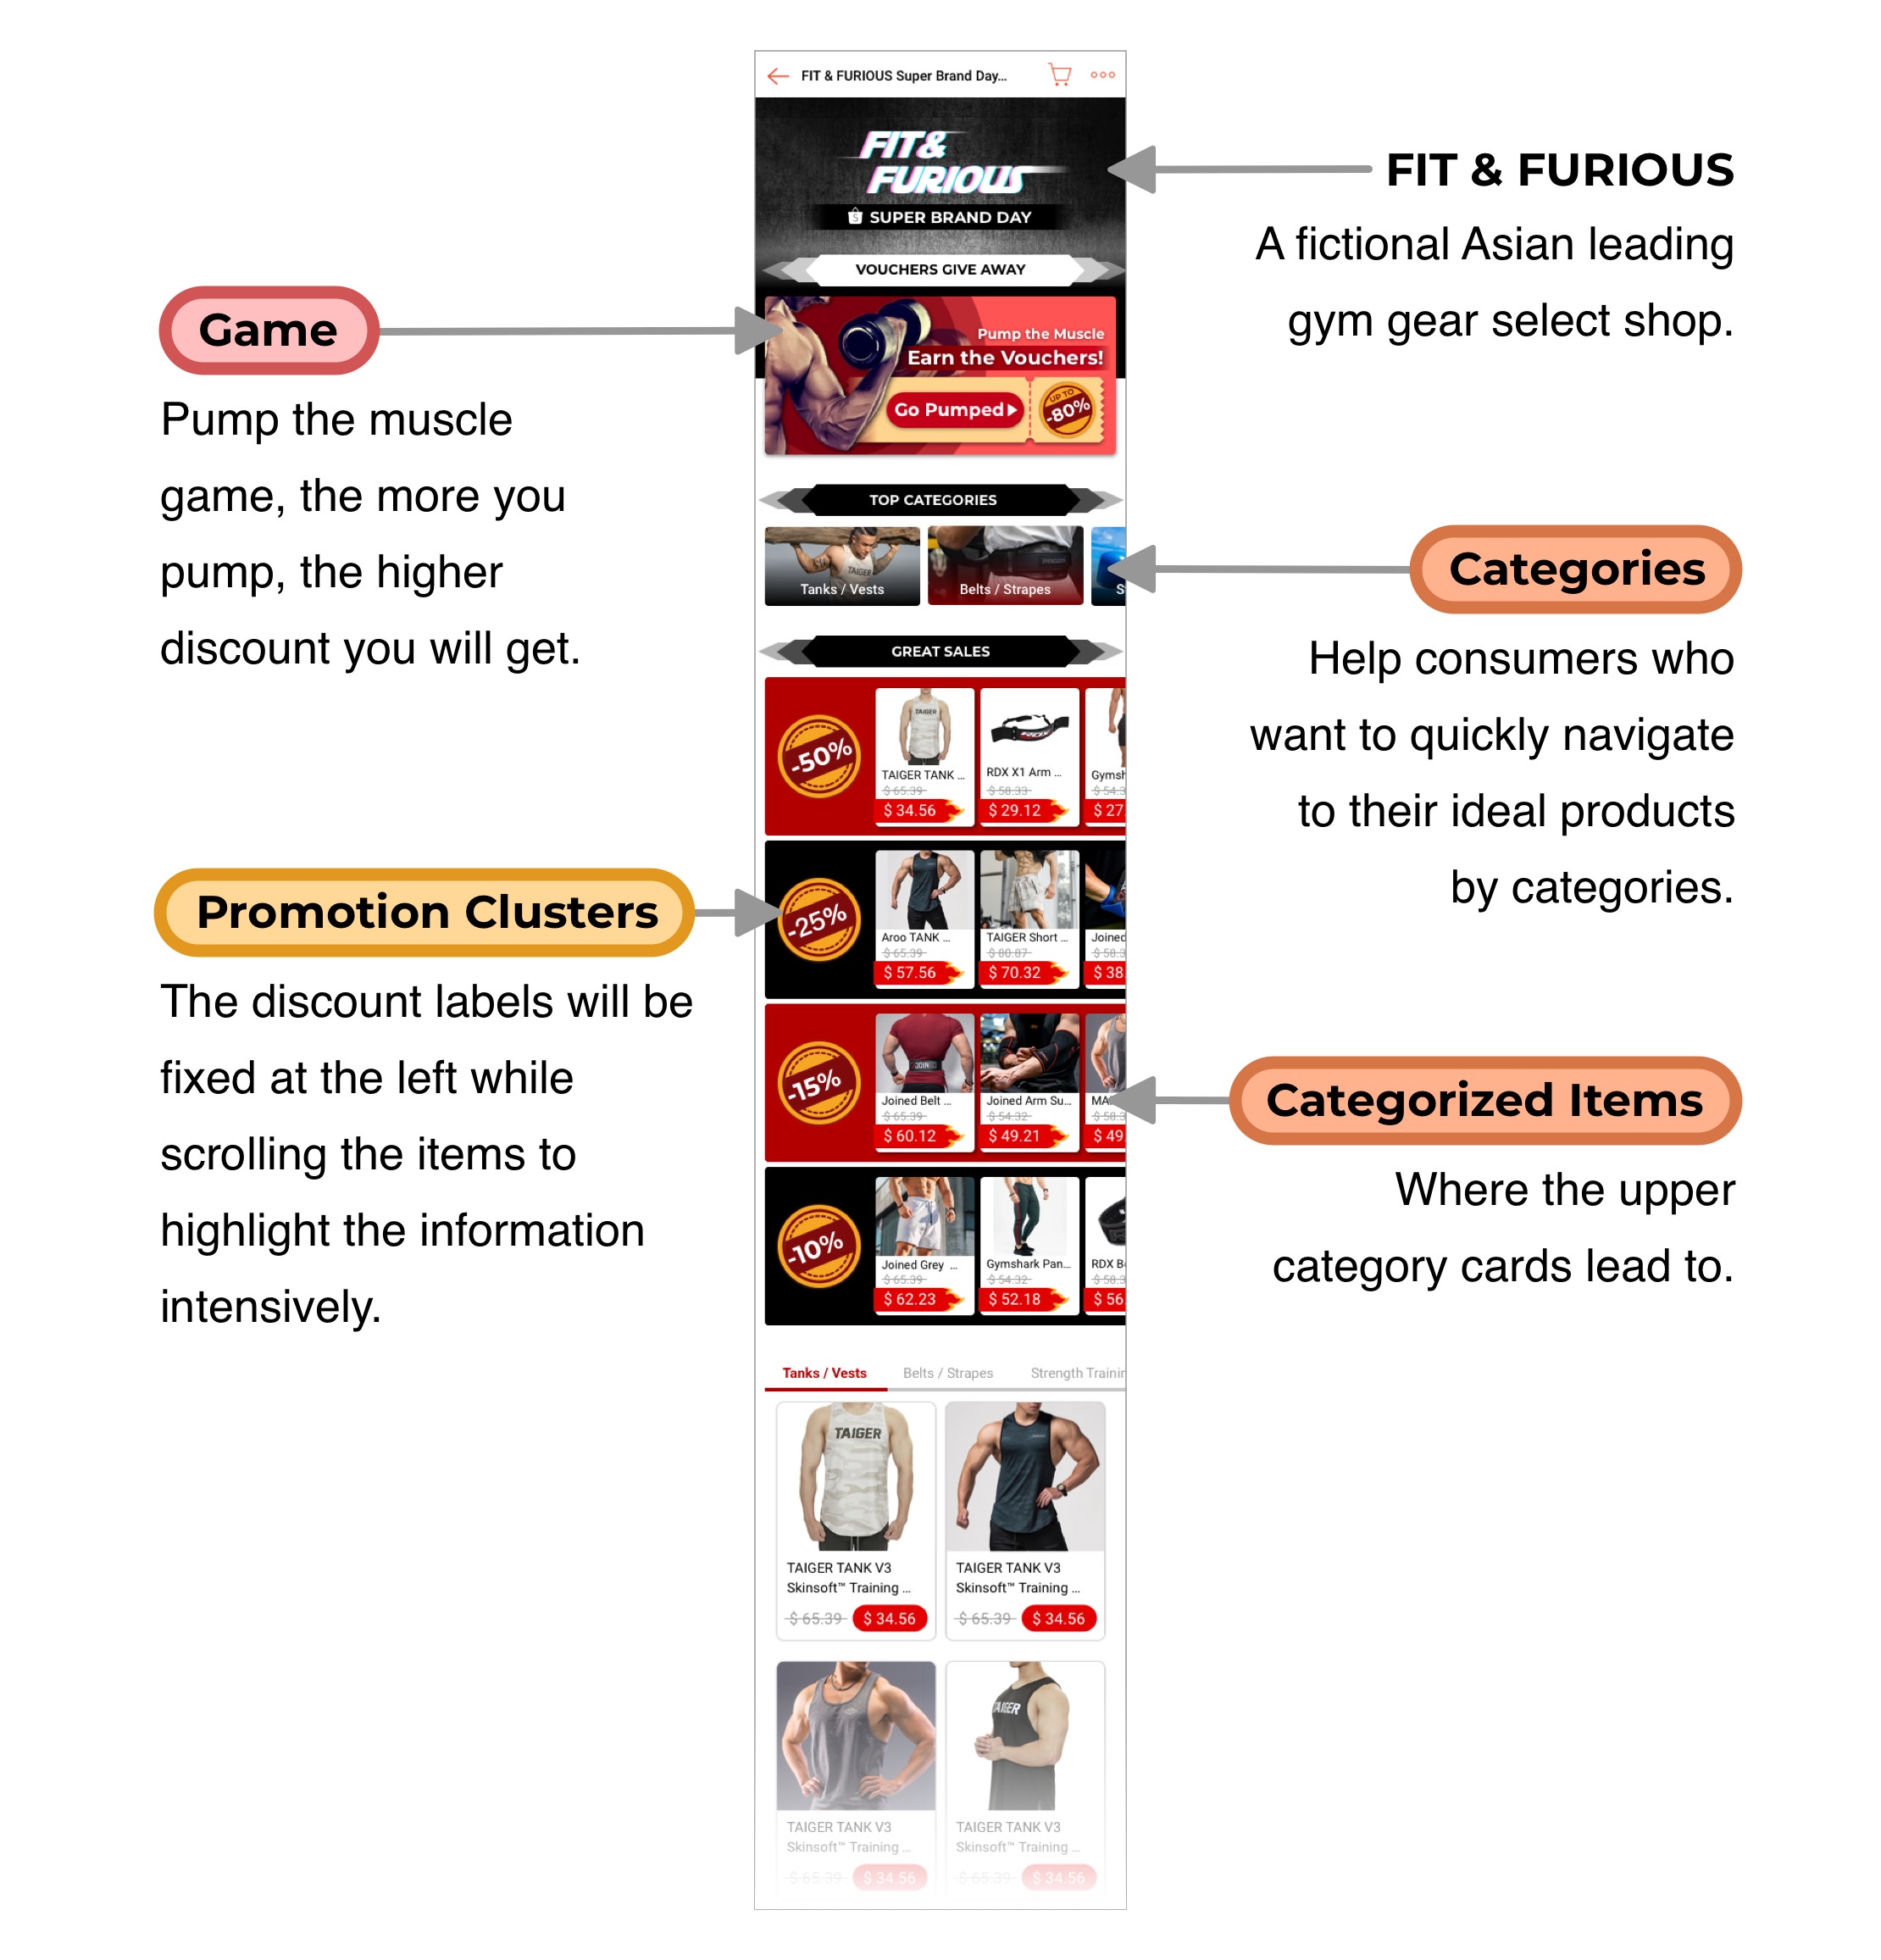 FIT & FURIOUS Super Brand Day...
FIT&
FURIOUS
SUPER BRAND DAY
VOUCHERS GIVE AWAY
Pump the Muscle
Earn the Vouchers!
Go Pumped
UP TO
-80%
TOP CATEGORIES
TAIGER
Tanks / Vests
Belts / Strapes
S
GREAT SALES
-50%
TAIGER
TAIGER TANK ...
$ 65.39
$ 34.56
RDX
RDX X1 Arm ...
$ 58.33
$ 29.12
Gymsh
$ 54.3
$ 27.
-25%
Aroo TANK ...
$ 65.39
$ 57.56
TAIGER Short ...
$ 80.87
$ 70.32
Joined
$ 58.3
$ 38.
-15%
JOIN
Joined Belt ...
$ 65.39
$ 60.12
Joined Arm Su...
$ 54.32
$ 49.21
MA
$ 58.3
$ 49.
-10%
Joined Grey ...
$ 65.39
$ 62.23
Gymshark Pan...
$ 54.32
$ 52.18
RDX Be
$ 58.3
$ 56.
Tanks / Vests
Belts / Strapes
Strength Trainin
TAIGER
TAIGER TANK V3
Skinsoft™ Training ...
$ 65.39
$ 34.56
TAIGER TANK V3
Skinsoft™ Training ...
$ 65.39
$ 34.56
TAIGER TANK V3
Skinsoft™ Training ...
$ 65.39
$ 34.56
TAIGER
TAIGER TANK V3
Skinsoft™ Training ...
$ 65.39
$ 34.56
Game
Pump the muscle
game, the more you
pump, the higher
discount you will get.
Promotion Clusters
The discount labels will be
fixed at the left while
scrolling the items to
highlight the information
intensively.
FIT & FURIOUS
A fictional Asian leading
gym gear select shop.
Categories
Help consumers who
want to quickly navigate
to their ideal products
by categories.
Categorized Items
Where the upper
category cards lead to.